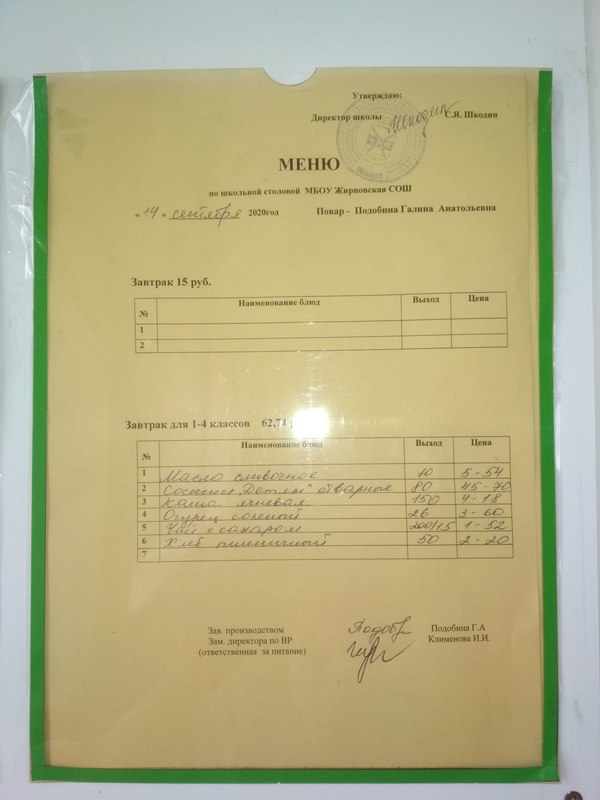 Утверждаю:
Директор школы Шкодин С.Я. Шкодин
МЕНЮ
по школьной столовой МБОУ Жирновская СОШ
« 14 » сентября 2020год Повар - Подобина Галина Анатольевна
Завтрак 15 руб.
№ Наименование блюд Выход Цена
1
2
Завтрак для 1-4 классов 62,74
№ Наименование блюд Выход Цена
1 Масло сливочное 10 5-54
2 Сосиски "Детям" отварные 80 45-70
3 Каша ячневая 150 4-18
4 Огурец соленый 26 3-60
5 Чай с сахаром 200/15 1-52
6 Хлеб пшеничный 50 2-20
7
Зав. производством Подобина Г.А
Зам. директора по ВР Клименова И.И.
(ответственная за питание)